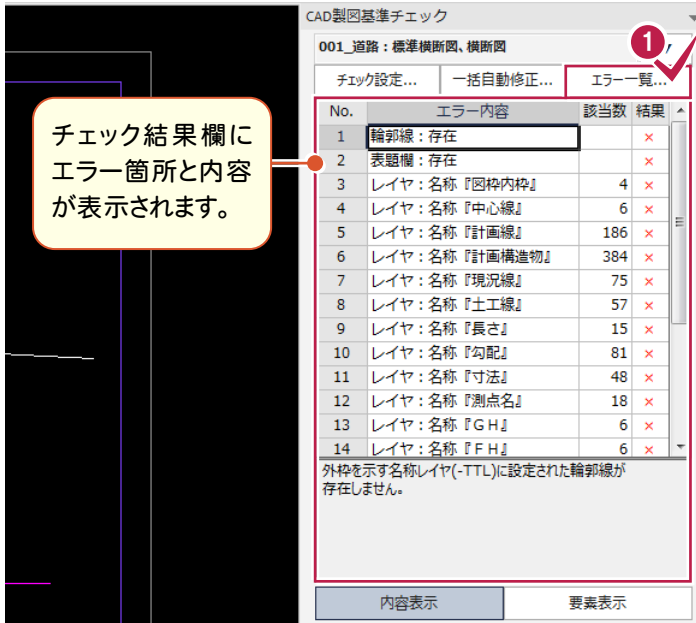 CAD製図基準チェック
001_道路：標準横断図、横断図
1
チェック設定... 一括自動修正... エラー一覧...
チェック結果欄に
エラー箇所と内容
が表示されます。
No. エラー内容 該当数 結果
1 輪郭線：存在 ×
2 表題欄：存在 ×
3 レイヤ：名称『図枠内枠』 4 ×
4 レイヤ：名称『中心線』 6 ×
5 レイヤ：名称『計画線』 186 ×
6 レイヤ：名称『計画構造物』 384 ×
7 レイヤ：名称『現況線』 75 ×
8 レイヤ：名称『土工線』 57 ×
9 レイヤ：名称『長さ』 15 ×
10 レイヤ：名称『勾配』 81 ×
11 レイヤ：名称『寸法』 48 ×
12 レイヤ：名称『測点名』 18 ×
13 レイヤ：名称『ＧＨ』 6 ×
14 レイヤ：名称『ＦＨ』 6 ×
外枠を示す名称レイヤ(-TTL)に設定された輪郭線が
存在しません。
内容表示 要素表示